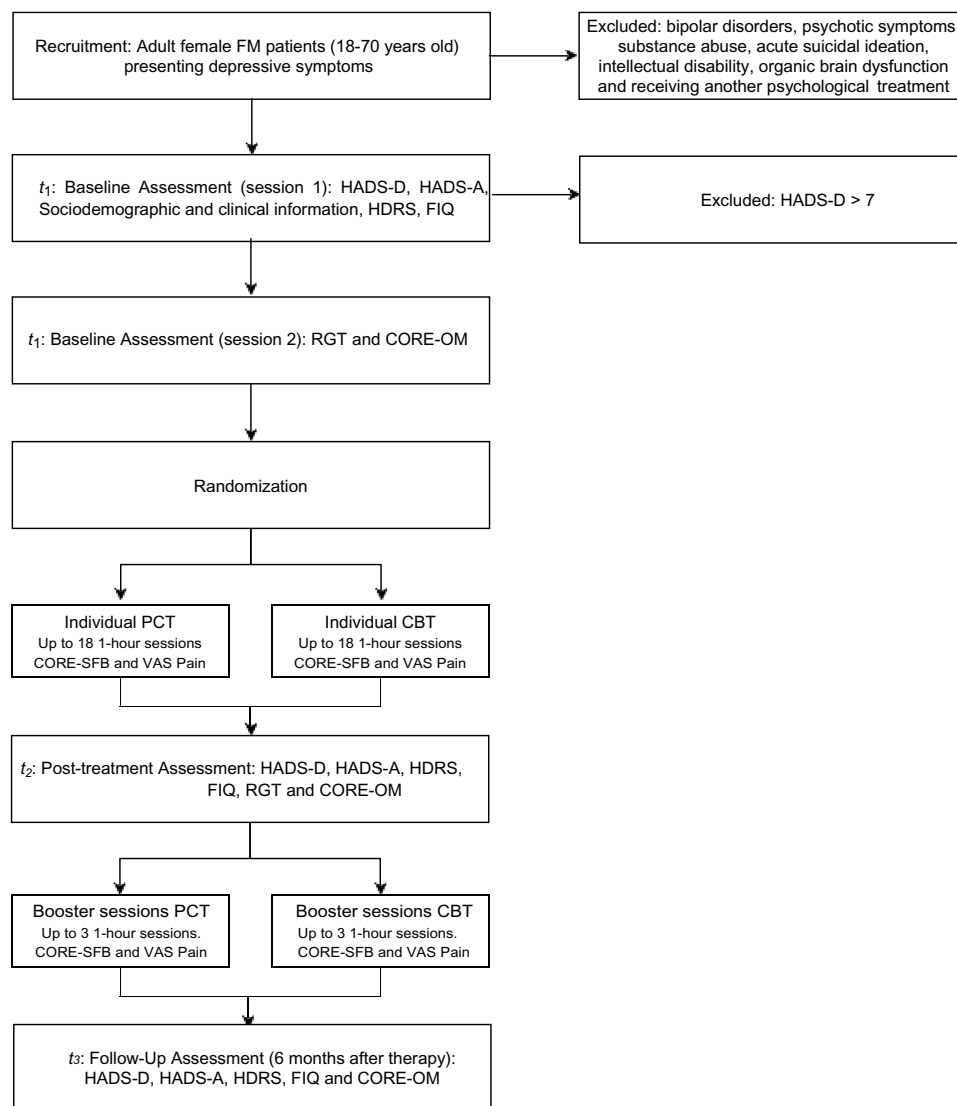 Recruitment: Adult female FM patients (18-70 years old)
presenting depressive symptoms
Excluded: bipolar disorders, psychotic symptoms
substance abuse, acute suicidal ideation,
intellectual disability, organic brain dysfunction
and receiving another psychological treatment
t1: Baseline Assessment (session 1): HADS-D, HADS-A,
Sociodemographic and clinical information, HDRS, FIQ
Excluded: HADS-D > 7
t1: Baseline Assessment (session 2): RGT and CORE-OM
Randomization
Individual PCT
Up to 18 1-hour sessions
CORE-SFB and VAS Pain
Individual CBT
Up to 18 1-hour sessions
CORE-SFB and VAS Pain
t2: Post-treatment Assessment: HADS-D, HADS-A, HDRS,
FIQ, RGT and CORE-OM
Booster sessions PCT
Up to 3 1-hour sessions.
CORE-SFB and VAS Pain
Booster sessions CBT
Up to 3 1-hour sessions.
CORE-SFB and VAS Pain
t3: Follow-Up Assessment (6 months after therapy):
HADS-D, HADS-A, HDRS, FIQ and CORE-OM